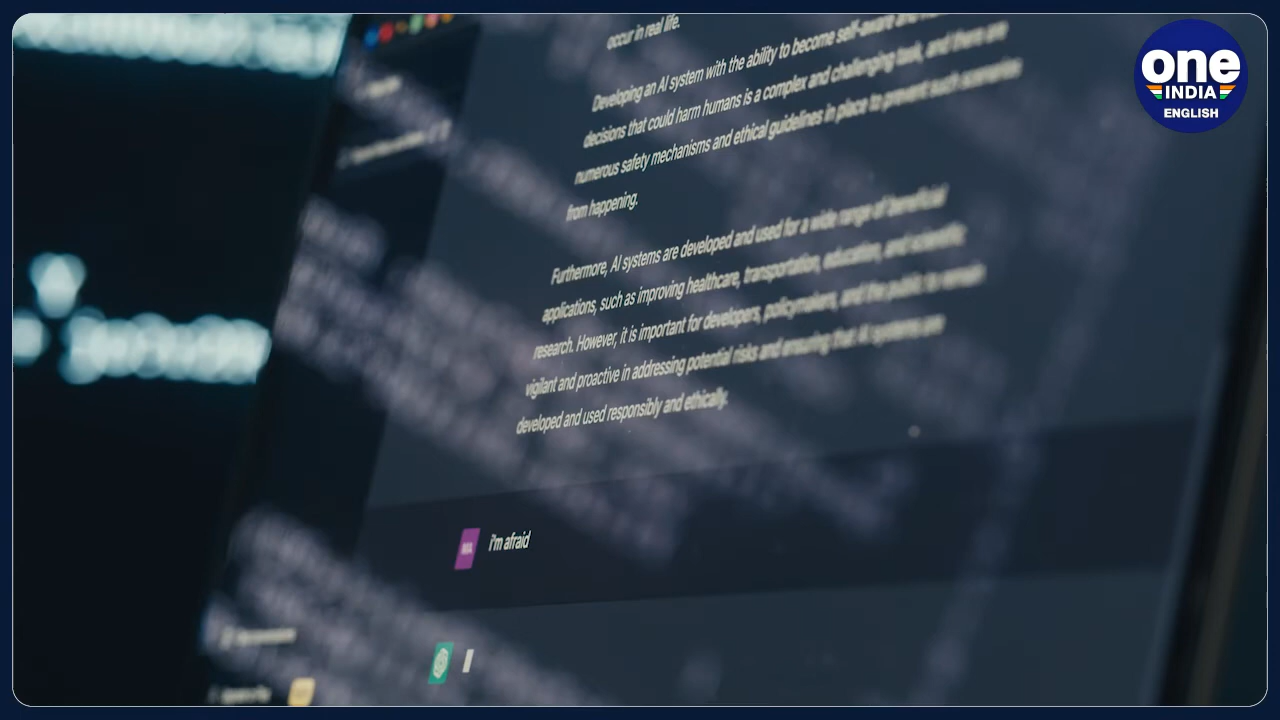 one
INDIA
ENGLISH
occur in real life.
Developing an AI system with the ability to become self-aware and
decisions that could harm humans is a complex and challenging task, and there are
numerous safety mechanisms and ethical guidelines in place to prevent such scenarios
from happening.
Furthermore, AI systems are developed and used for a wide range of beneficial
applications, such as improving healthcare, transportation, education, and scientific
research. However, it is important for developers, policymakers, and the public to remain
vigilant and proactive in addressing potential risks and ensuring that AI systems are
developed and used responsibly and ethically.
i'm afraid